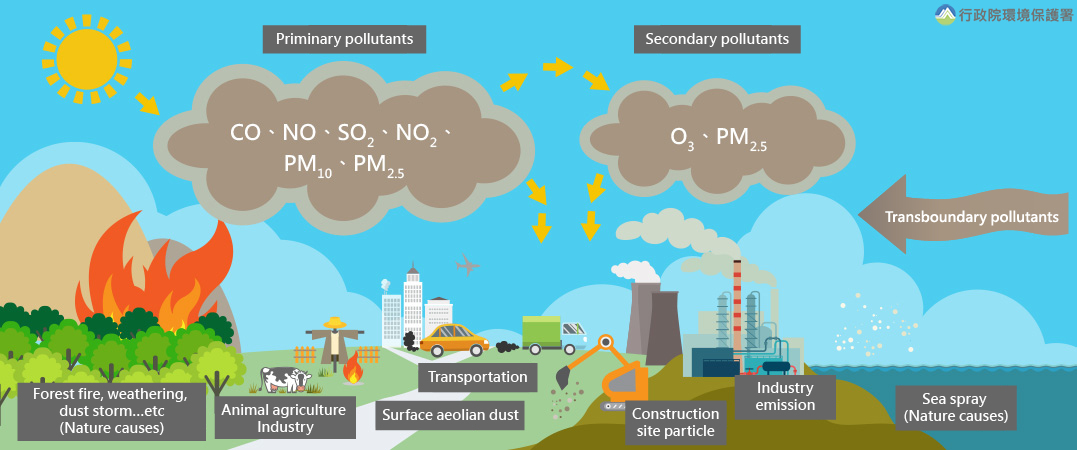 行政院環境保護署
Priminary pollutants
Secondary pollutants
CO、NO、SO₂、NO₂、
PM₁₀、PM₂.₅
O₃、PM₂.₅
Transboundary pollutants
Forest fire, weathering,
dust storm...etc
(Nature causes)
Animal agriculture
Industry
Transportation
Surface aeolian dust
Construction
site particle
Industry
emission
Sea spray
(Nature causes)